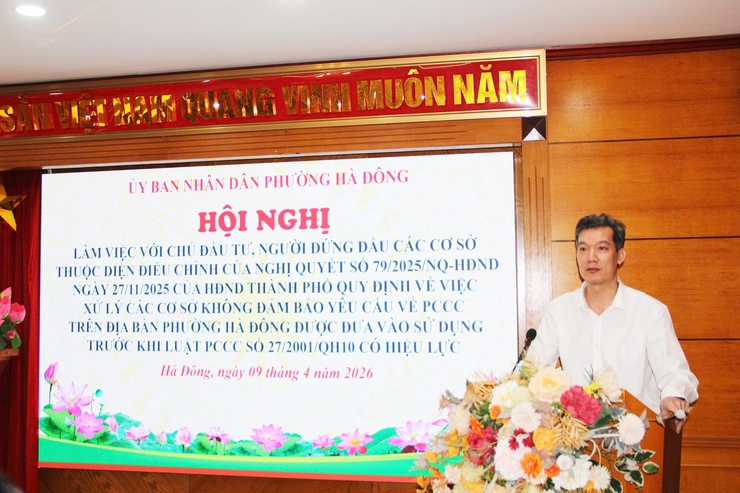 SẢN VIỆT NAM QUANG VINH MUÔN NĂM
ỦY BAN NHÂN DÂN PHƯỜNG HÀ ĐÔNG
HỘI NGHỊ
LÀM VIỆC VỚI CHỦ ĐẦU TƯ, NGƯỜI ĐỨNG ĐẦU CÁC CƠ SỞ
THUỘC DIỆN ĐIỀU CHỈNH CỦA NGHỊ QUYẾT SỐ 79/2025/NQ-HĐND
NGÀY 27/11/2025 CỦA HĐND THÀNH PHỐ QUY ĐỊNH VỀ VIỆC
XỬ LÝ CÁC CƠ SỞ KHÔNG ĐẢM BẢO YÊU CẦU VỀ PCCC
TRÊN ĐỊA BÀN PHƯỜNG HÀ ĐÔNG ĐƯỢC ĐƯA VÀO SỬ DỤNG
TRƯỚC KHI LUẬT PCCC SỐ 27/2001/QH10 CÓ HIỆU LỰC
Hà Đông, ngày 09 tháng 4 năm 2026